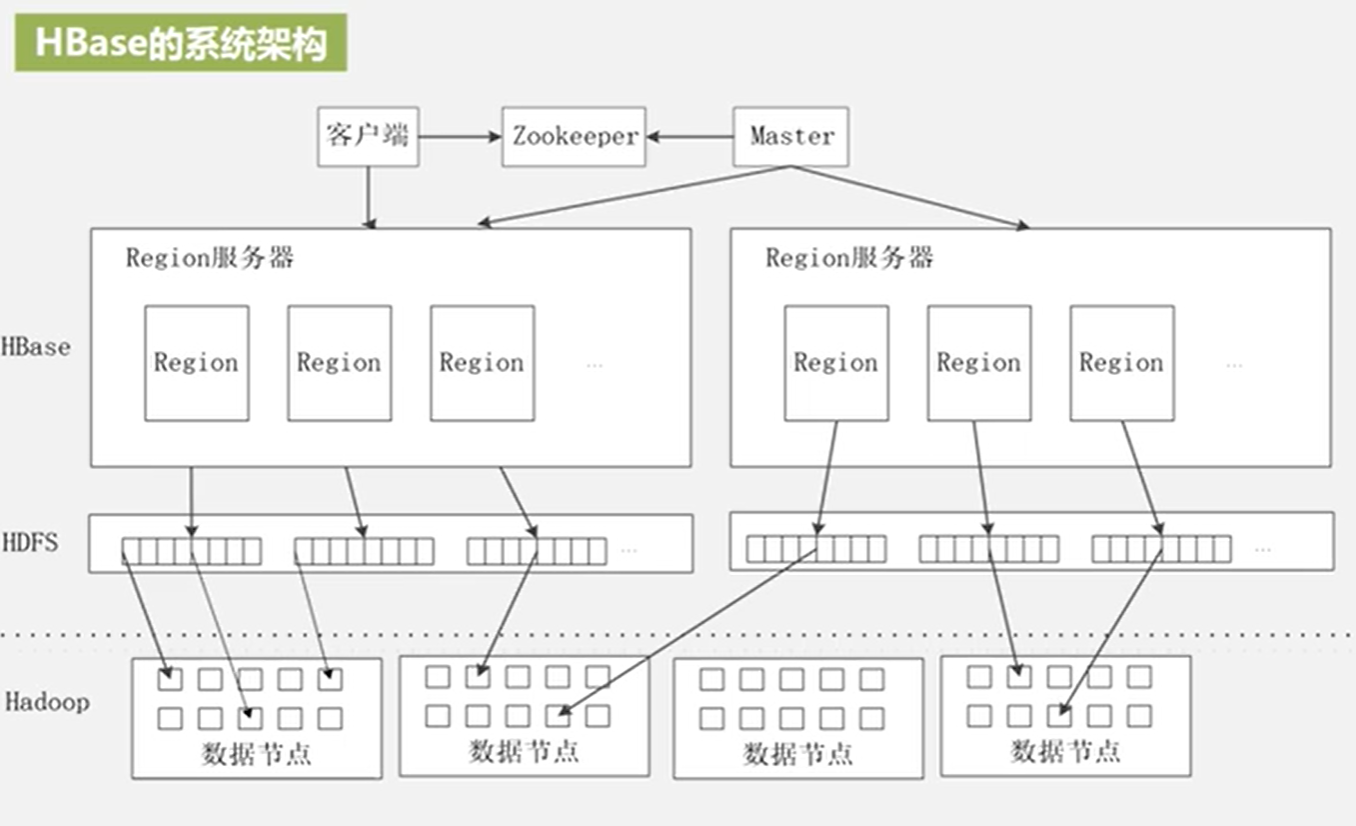 HBase的系统架构
客户端
Zookeeper
Master
Region服务器
Region服务器
HBase
Region
Region
Region
...
Region
Region
Region
...
HDFS
...
...
Hadoop
数据节点
数据节点
数据节点
数据节点